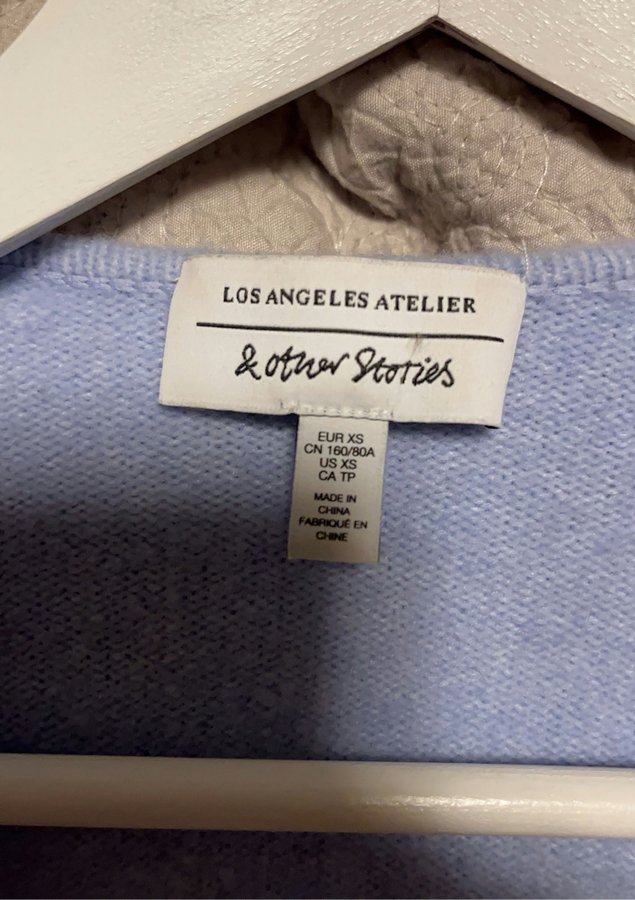 LOS ANGELES ATELIER
& other Stories
EUR XS
CN 160/80A
US XS
CA TP
MADE IN
CHINA
FABRIQUÉ EN
CHINE